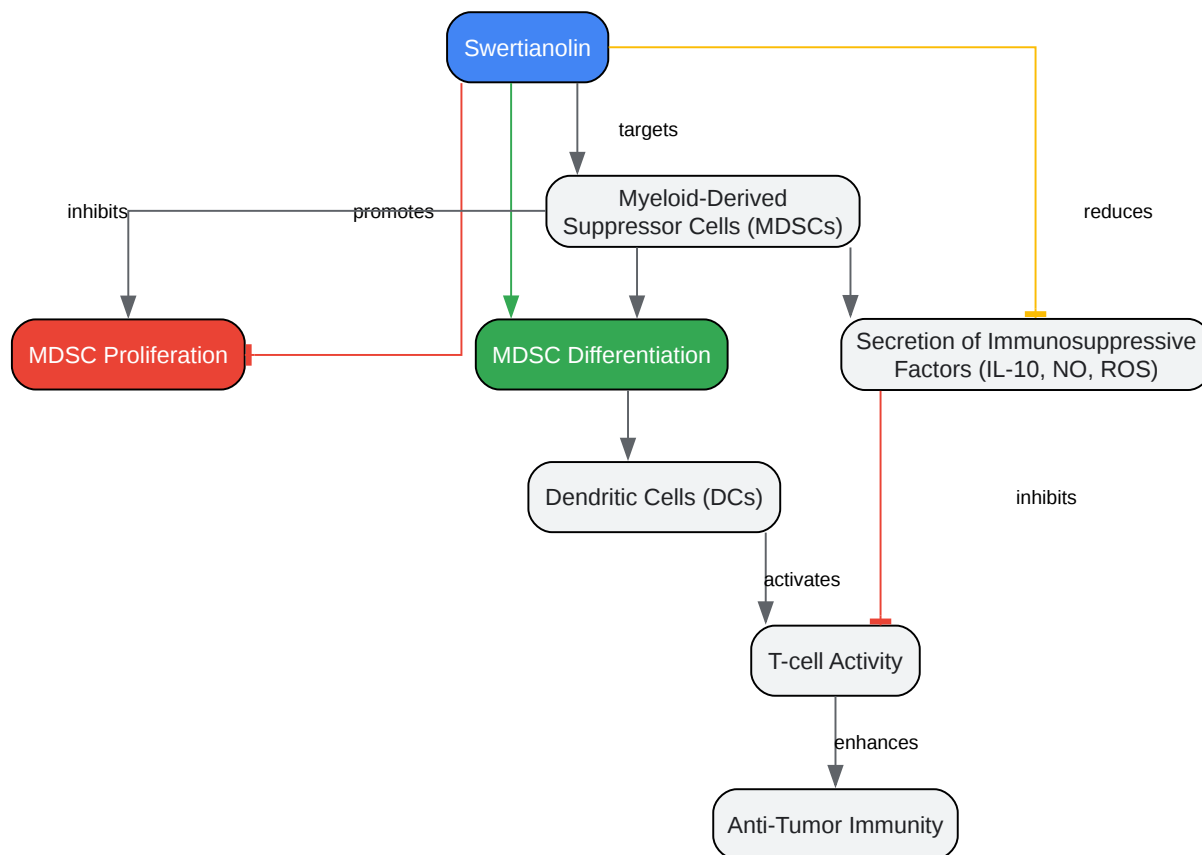 Swertianolin
targets
Myeloid-Derived
Suppressor Cells (MDSCs)
inhibits
promotes
reduces
MDSC Proliferation
MDSC Differentiation
Secretion of Immunosuppressive
Factors (IL-10, NO, ROS)
Dendritic Cells (DCs)
inhibits
activates
T-cell Activity
enhances
Anti-Tumor Immunity